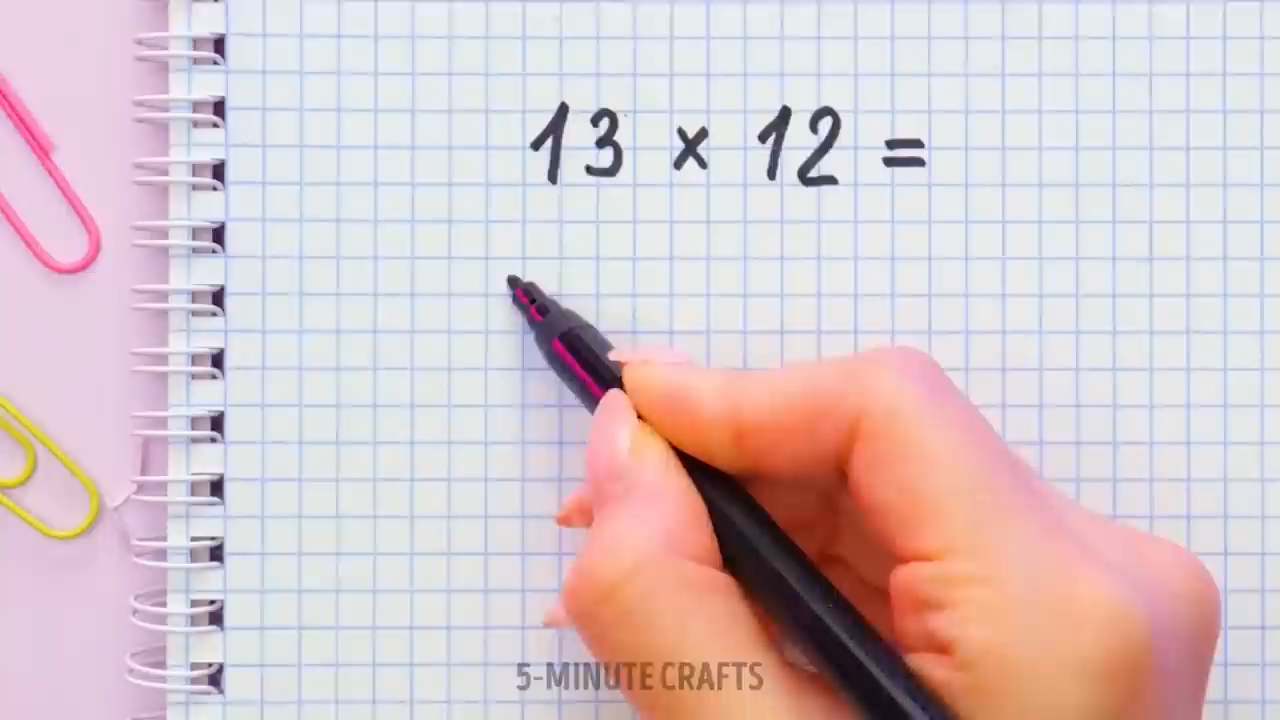 13 × 12 =
5-MINUTE CRAFTS